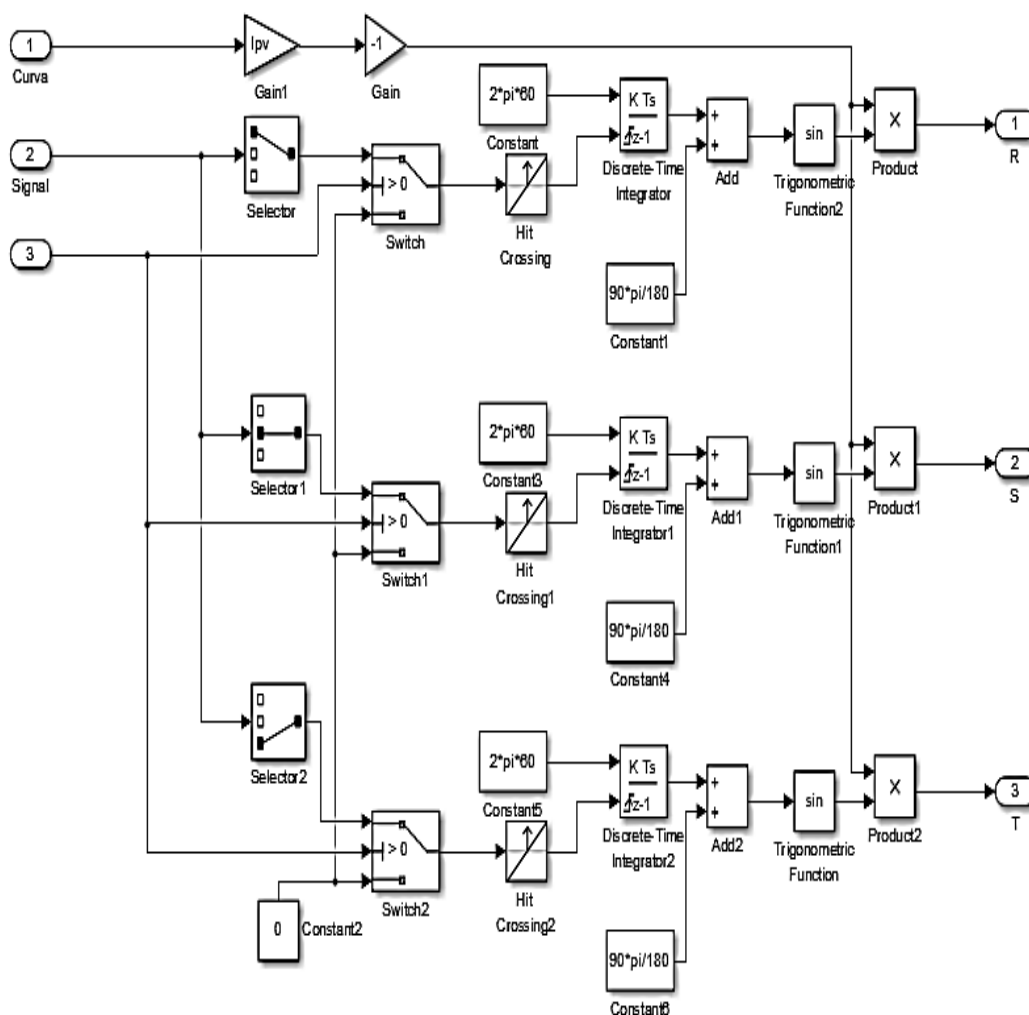 1
Curva
Ipv
Gain1
-1
Gain
2
Signal
Selector
3
> 0
Switch
2*pi*60
Constant
Hit
Crossing
K Ts
z-1
Discrete-Time
Integrator
+
+
Add
sin
Trigonometric
Function2
X
Product
1
R
90*pi/180
Constant1
Selector1
> 0
Switch1
2*pi*60
Constant3
Hit
Crossing1
K Ts
z-1
Discrete-Time
Integrator1
+
+
Add1
sin
Trigonometric
Function1
X
Product1
2
S
90*pi/180
Constant4
Selector2
> 0
Switch2
0
Constant2
2*pi*60
Constant5
Hit
Crossing2
K Ts
z-1
Discrete-Time
Integrator2
+
+
Add2
sin
Trigonometric
Function
X
Product2
3
T
90*pi/180
Constant6